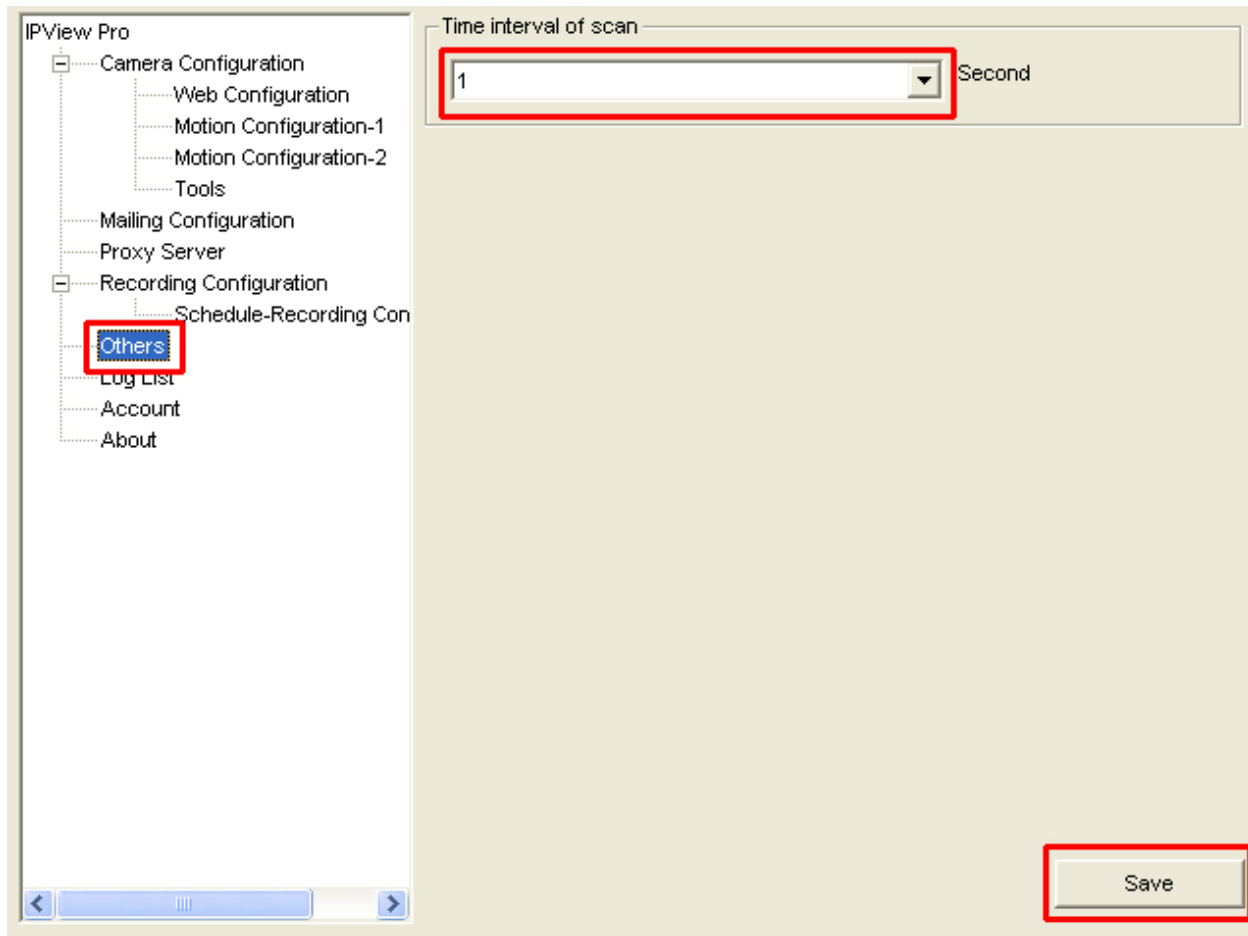 IPView Pro
Camera Configuration
Web Configuration
Motion Configuration-1
Motion Configuration-2
Tools
Mailing Configuration
Proxy Server
Recording Configuration
Schedule-Recording Con
Others
Log List
Account
About
Time interval of scan
1
Second
Save